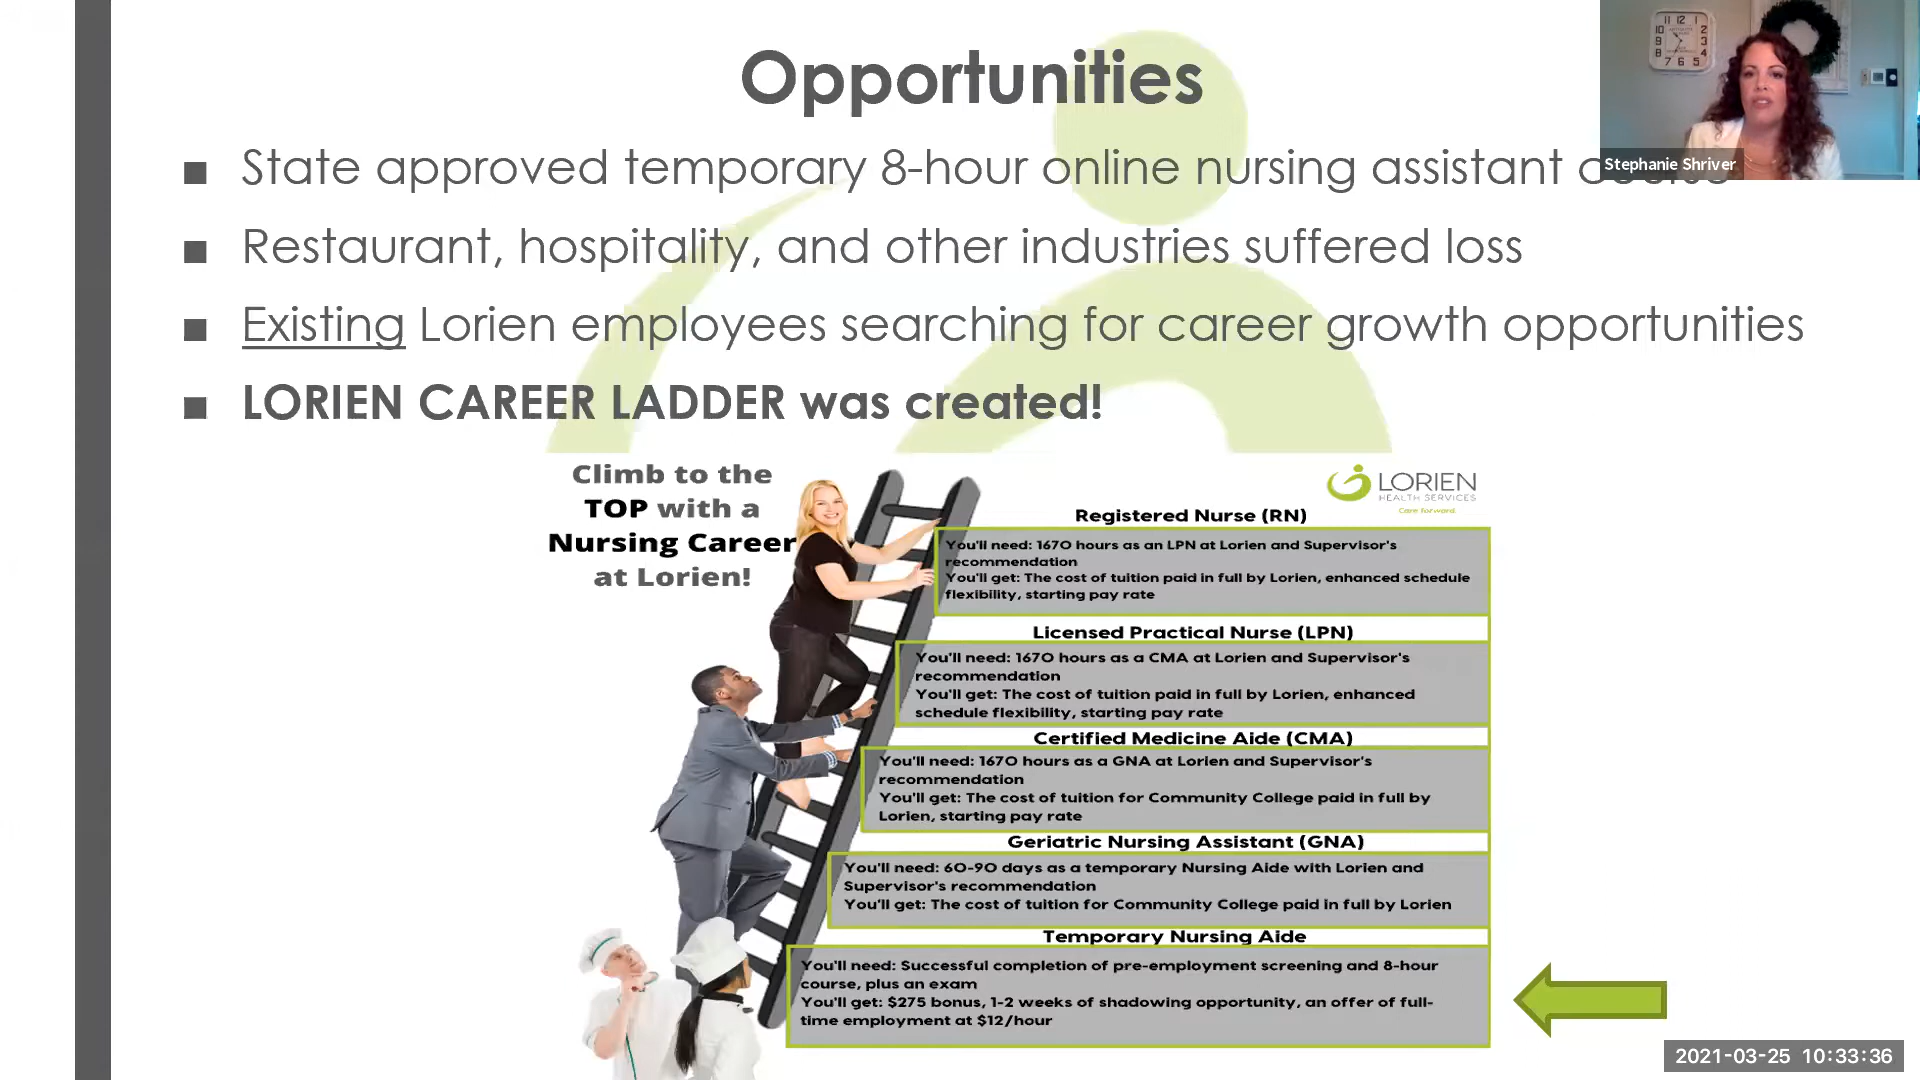 Opportunities
■ State approved temporary 8-hour online nursing assistant
■ Restaurant, hospitality, and other industries suffered loss
■ Existing Lorien employees searching for career growth opportunities
■ LORIEN CAREER LADDER was created!
Stephanie Shriver
Climb to the
TOP with a
Nursing Career
at Lorien!
LORIEN
HEALTH SERVICES
Care forward.
Registered Nurse (RN)
You'll need: 1670 hours as an LPN at Lorien and Supervisor's
recommendation
You'll get: The cost of tuition paid in full by Lorien, enhanced schedule
flexibility, starting pay rate
Licensed Practical Nurse (LPN)
You'll need: 1670 hours as a CMA at Lorien and Supervisor's
recommendation
You'll get: The cost of tuition paid in full by Lorien, enhanced
schedule flexibility, starting pay rate
Certified Medicine Aide (CMA)
You'll need: 1670 hours as a GNA at Lorien and Supervisor's
recommendation
You'll get: The cost of tuition for Community College paid in full by
Lorien, starting pay rate
Geriatric Nursing Assistant (GNA)
You'll need: 60-90 days as a temporary Nursing Aide with Lorien and
Supervisor's recommendation
You'll get: The cost of tuition for Community College paid in full by Lorien
Temporary Nursing Aide
You'll need: Successful completion of pre-employment screening and 8-hour
course, plus an exam
You'll get: $275 bonus, 1-2 weeks of shadowing opportunity, an offer of full-
time employment at $12/hour
2021-03-25 10:33:36